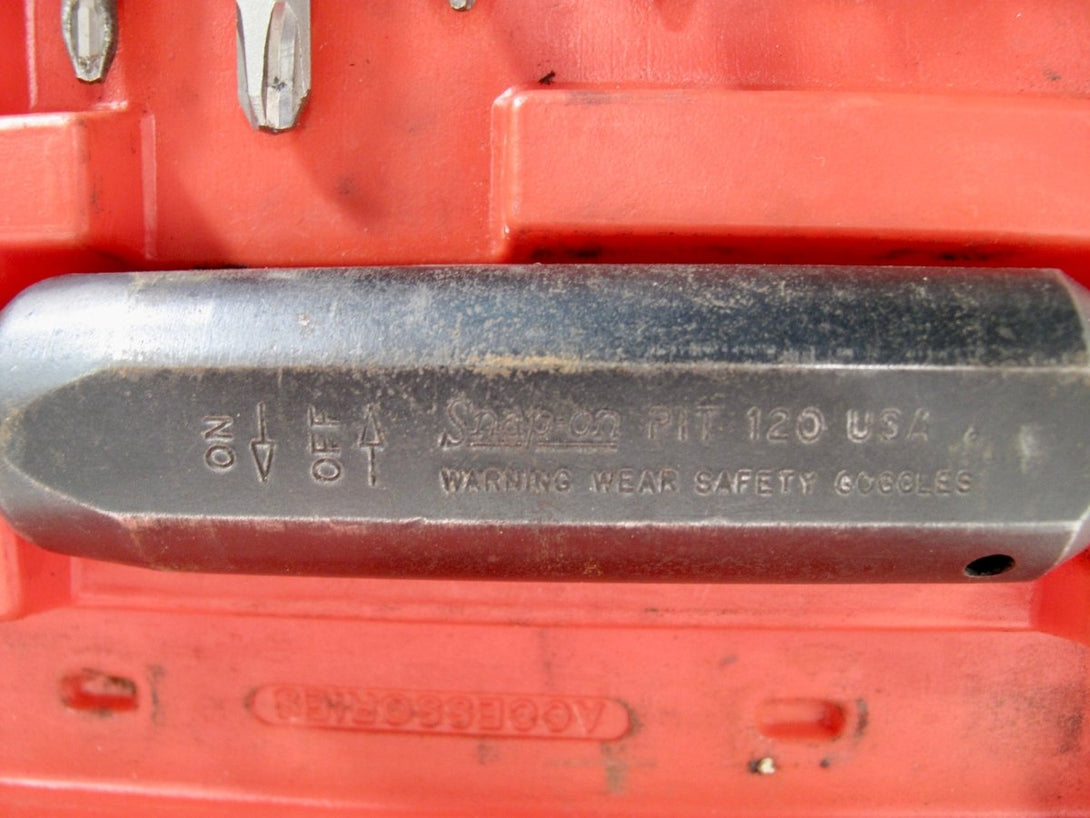 ON
OFF
Snap-on PIT 120 USA
WARNING WEAR SAFETY GOGGLES
ACCESSORIES